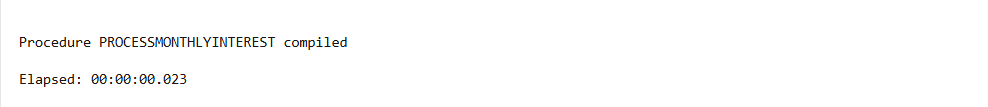 Procedure PROCESSMONTHLYINTEREST compiled
Elapsed: 00:00:00.023